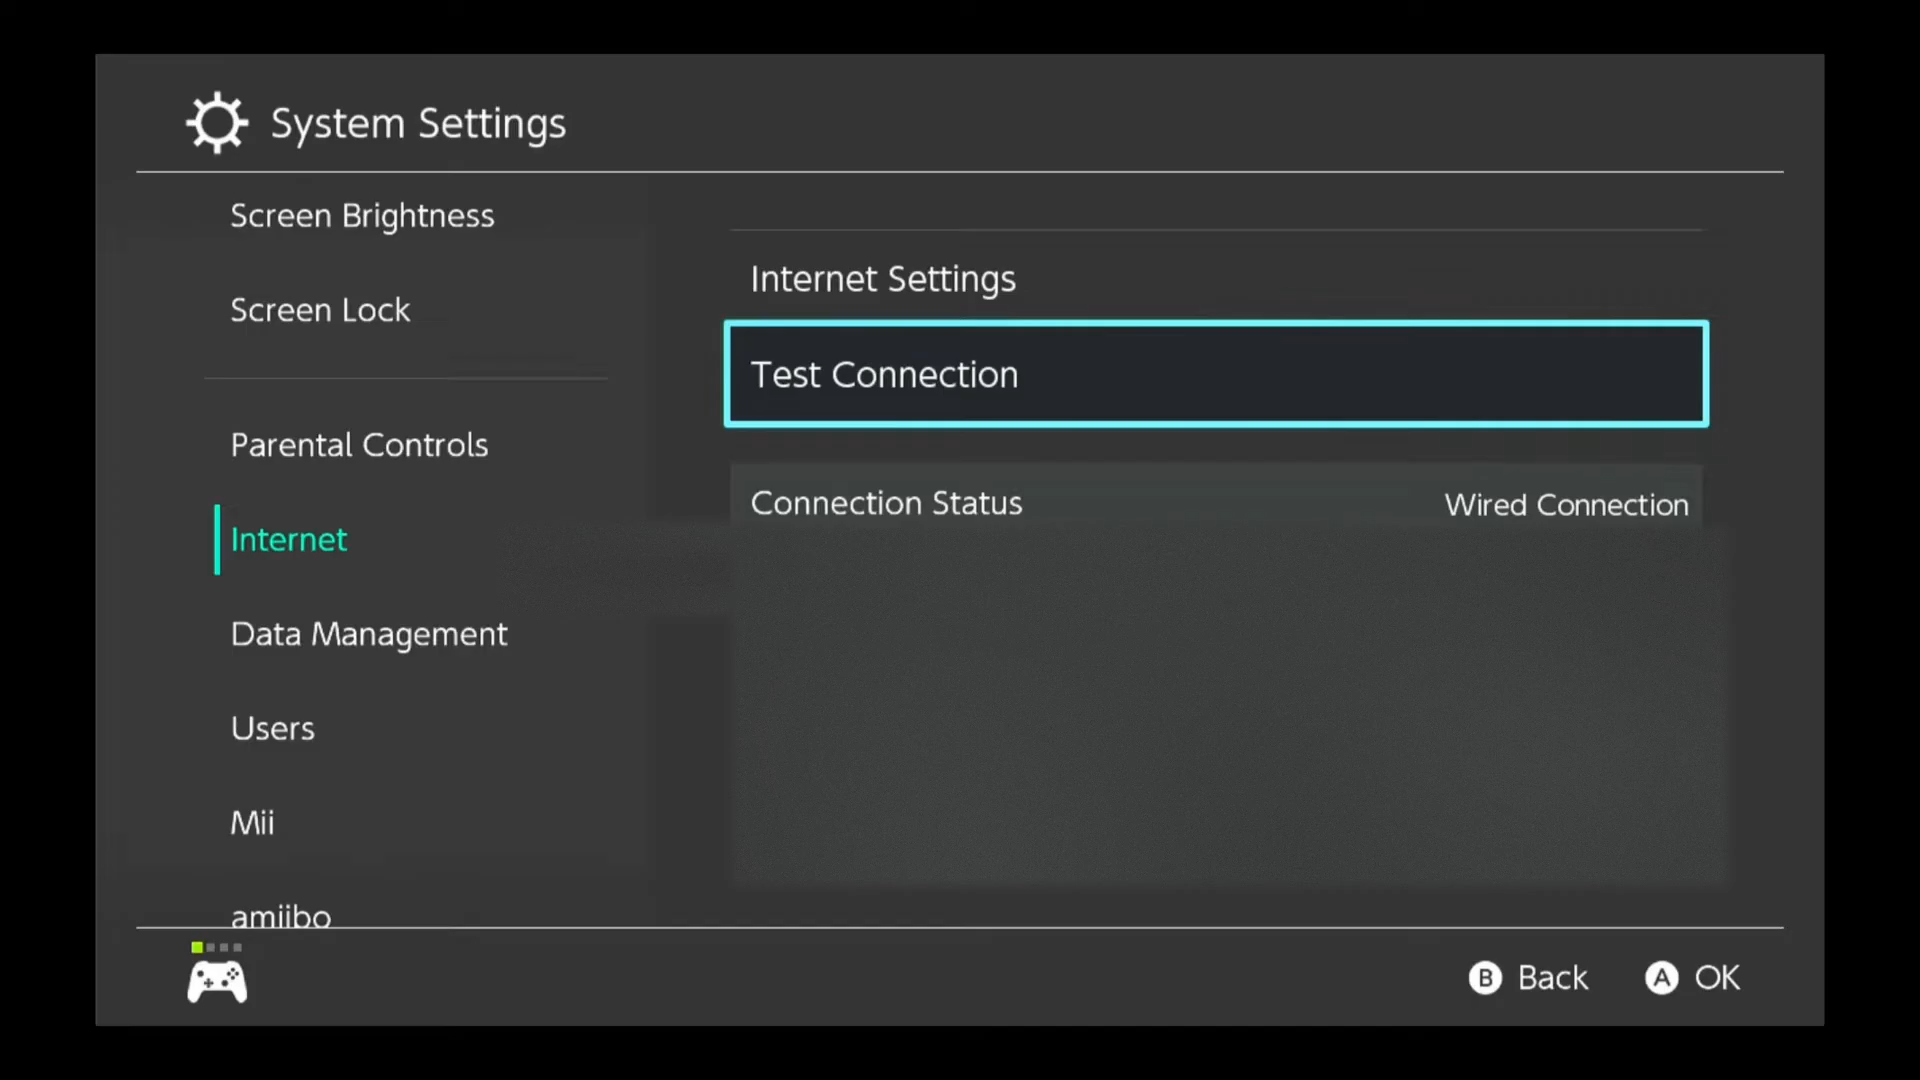 System Settings
Screen Brightness
Screen Lock
Parental Controls
Internet
Data Management
Users
Mii
amiibo
Internet Settings
Test Connection
Connection Status Wired Connection
B Back A OK